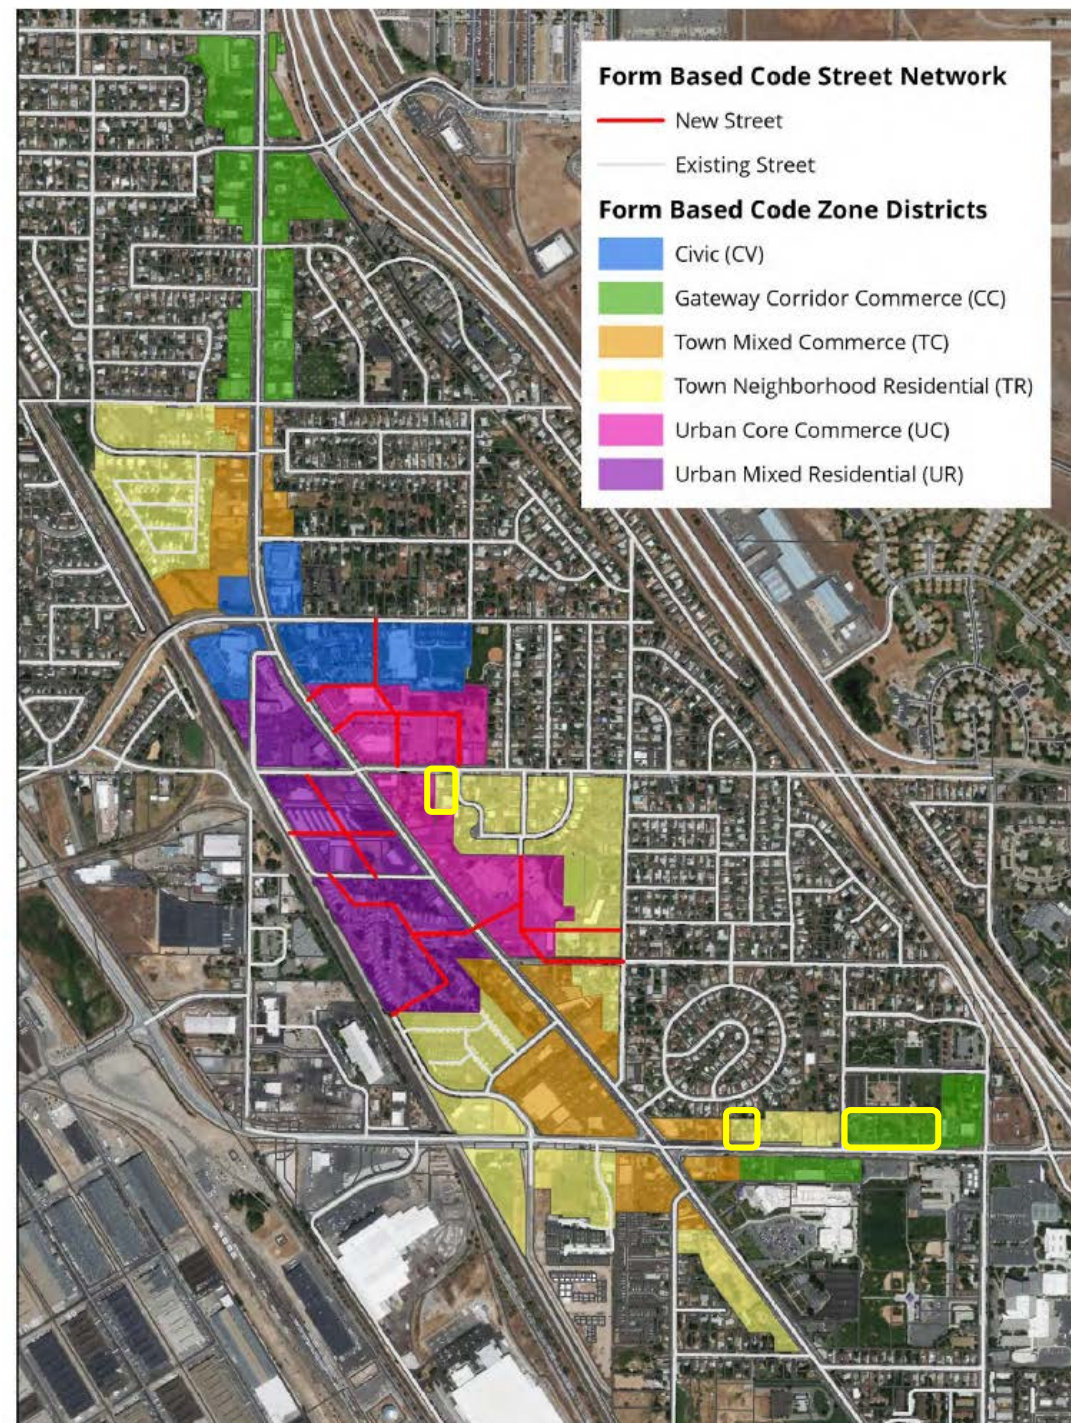 Form Based Code Street Network
New Street
Existing Street
Form Based Code Zone Districts
Civic (CV)
Gateway Corridor Commerce (CC)
Town Mixed Commerce (TC)
Town Neighborhood Residential (TR)
Urban Core Commerce (UC)
Urban Mixed Residential (UR)